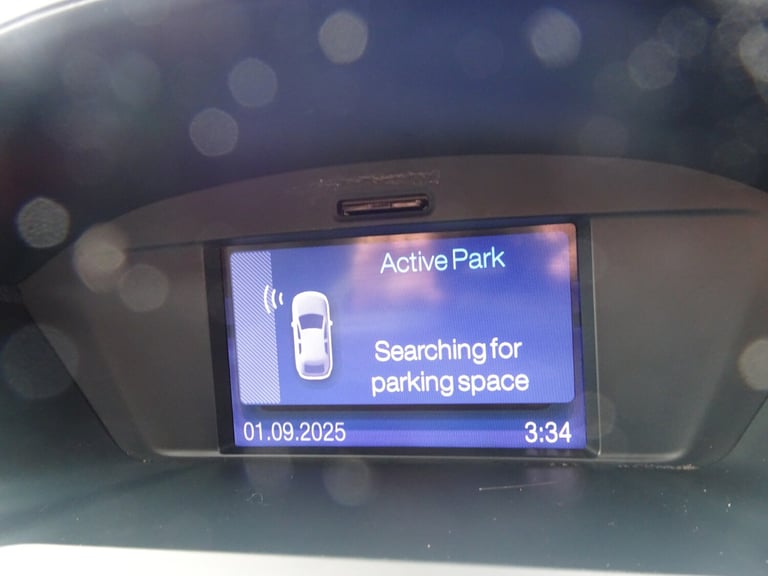 Active Park
Searching for
parking space
01.09.2025
3:34